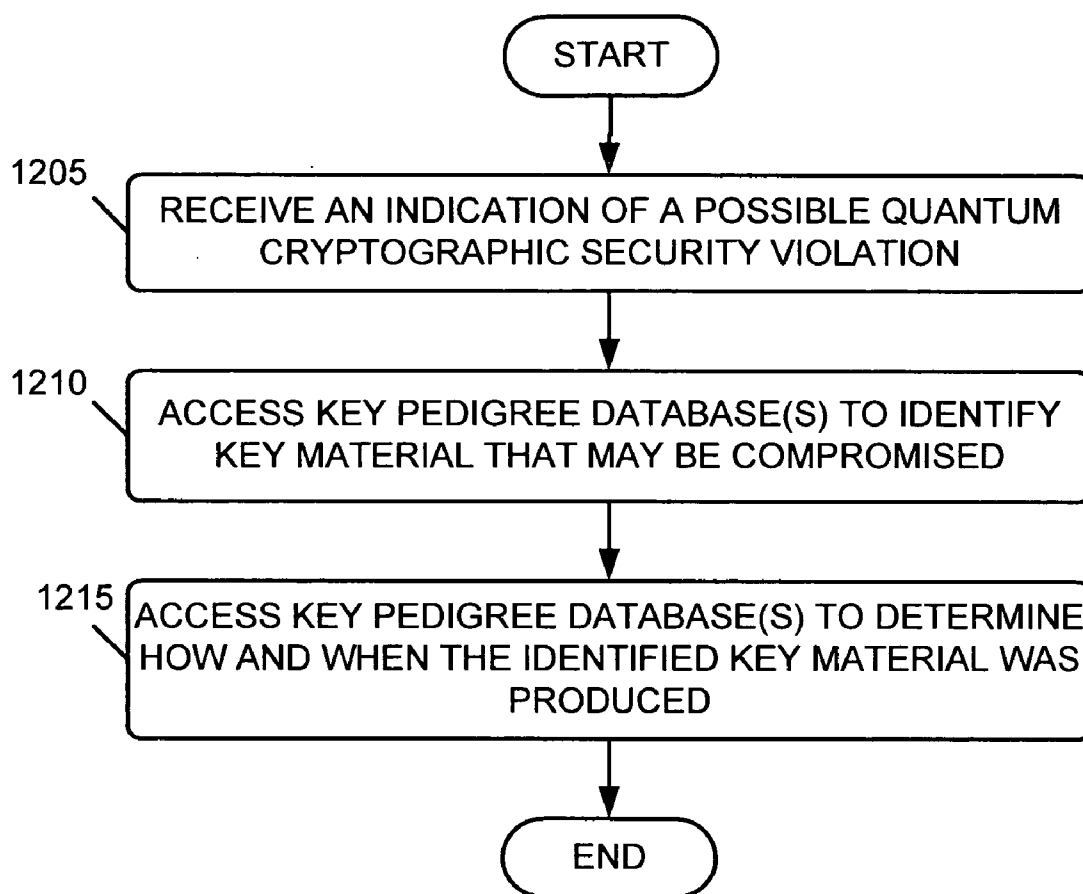 START
1205
RECEIVE AN INDICATION OF A POSSIBLE QUANTUM
CRYPTOGRAPHIC SECURITY VIOLATION
1210
ACCESS KEY PEDIGREE DATABASE(S) TO IDENTIFY
KEY MATERIAL THAT MAY BE COMPROMISED
1215
ACCESS KEY PEDIGREE DATABASE(S) TO DETERMINE
HOW AND WHEN THE IDENTIFIED KEY MATERIAL WAS
PRODUCED
END